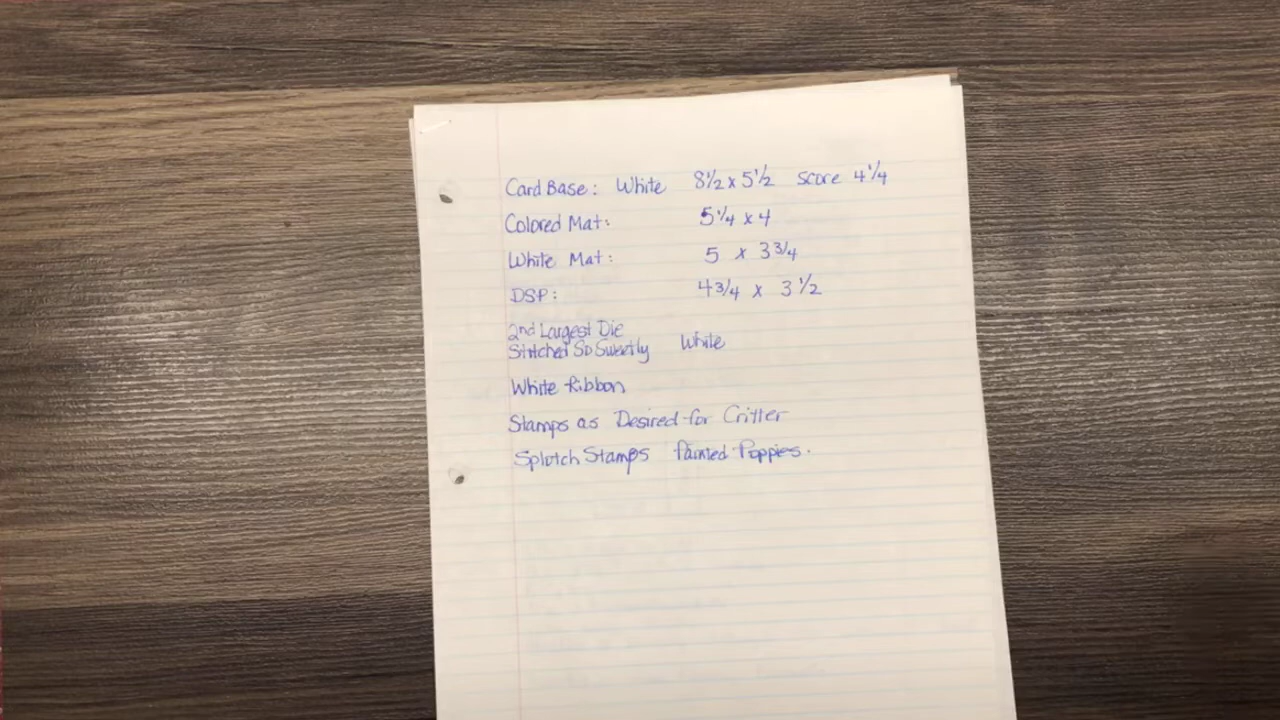 Card Base: White 8½ x 5½ score 4¼
Colored Mat: 5¼ x 4
White Mat: 5 x 3¾
DSP: 4¾ x 3½
2nd Largest Die
Stitched So Sweetly White
White Ribbon
Stamps as Desired for Critter
Splotch Stamps Painted Poppies.